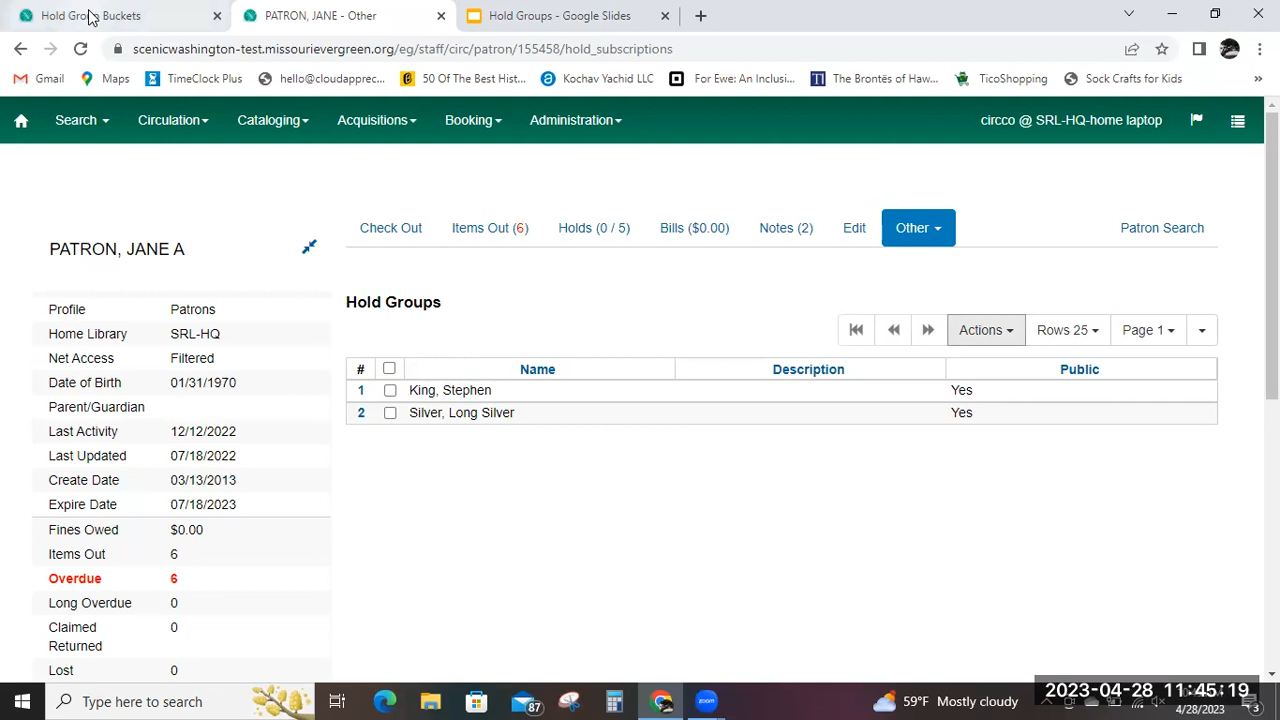 Hold Group Buckets
PATRON, JANE - Other
Hold Groups - Google Slides
scenicwashington-test.missourievergreen.org/eg/staff/circ/patron/155458/hold_subscriptions
Gmail
Maps
TimeClock Plus
hello@cloudapprec...
50 Of The Best Hist...
Kochav Yachid LLC
For Ewe: An Inclusi...
The Brontës of Haw...
TicoShopping
Sock Crafts for Kids
Search
Circulation
Cataloging
Acquisitions
Booking
Administration
circco @ SRL-HQ-home laptop
PATRON, JANE A
Check Out
Items Out (6)
Holds (0 / 5)
Bills ($0.00)
Notes (2)
Edit
Other
Patron Search
Profile Patrons
Home Library SRL-HQ
Net Access Filtered
Date of Birth 01/31/1970
Parent/Guardian
Last Activity 12/12/2022
Last Updated 07/18/2022
Create Date 03/13/2013
Expire Date 07/18/2023
Fines Owed $0.00
Items Out 6
Overdue 6
Long Overdue 0
Claimed Returned 0
Lost 0
Hold Groups
Actions
Rows 25
Page 1
# Name Description Public
1 King, Stephen Yes
2 Silver, Long Silver Yes
Type here to search
87
zoom
59°F Mostly cloudy
2023-04-28 11:45:19
4/28/2023
3